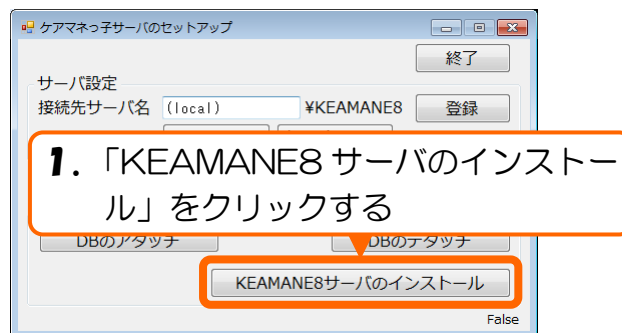 ケアマネっ子サーバのセットアップ
終了
サーバ設定
接続先サーバ名 (local) ¥KEAMANE8 登録
1.「KEAMANE8 サーバのインストー
ル」をクリックする
DBのアタッチ DBのデタッチ
KEAMANE8サーバのインストール
False